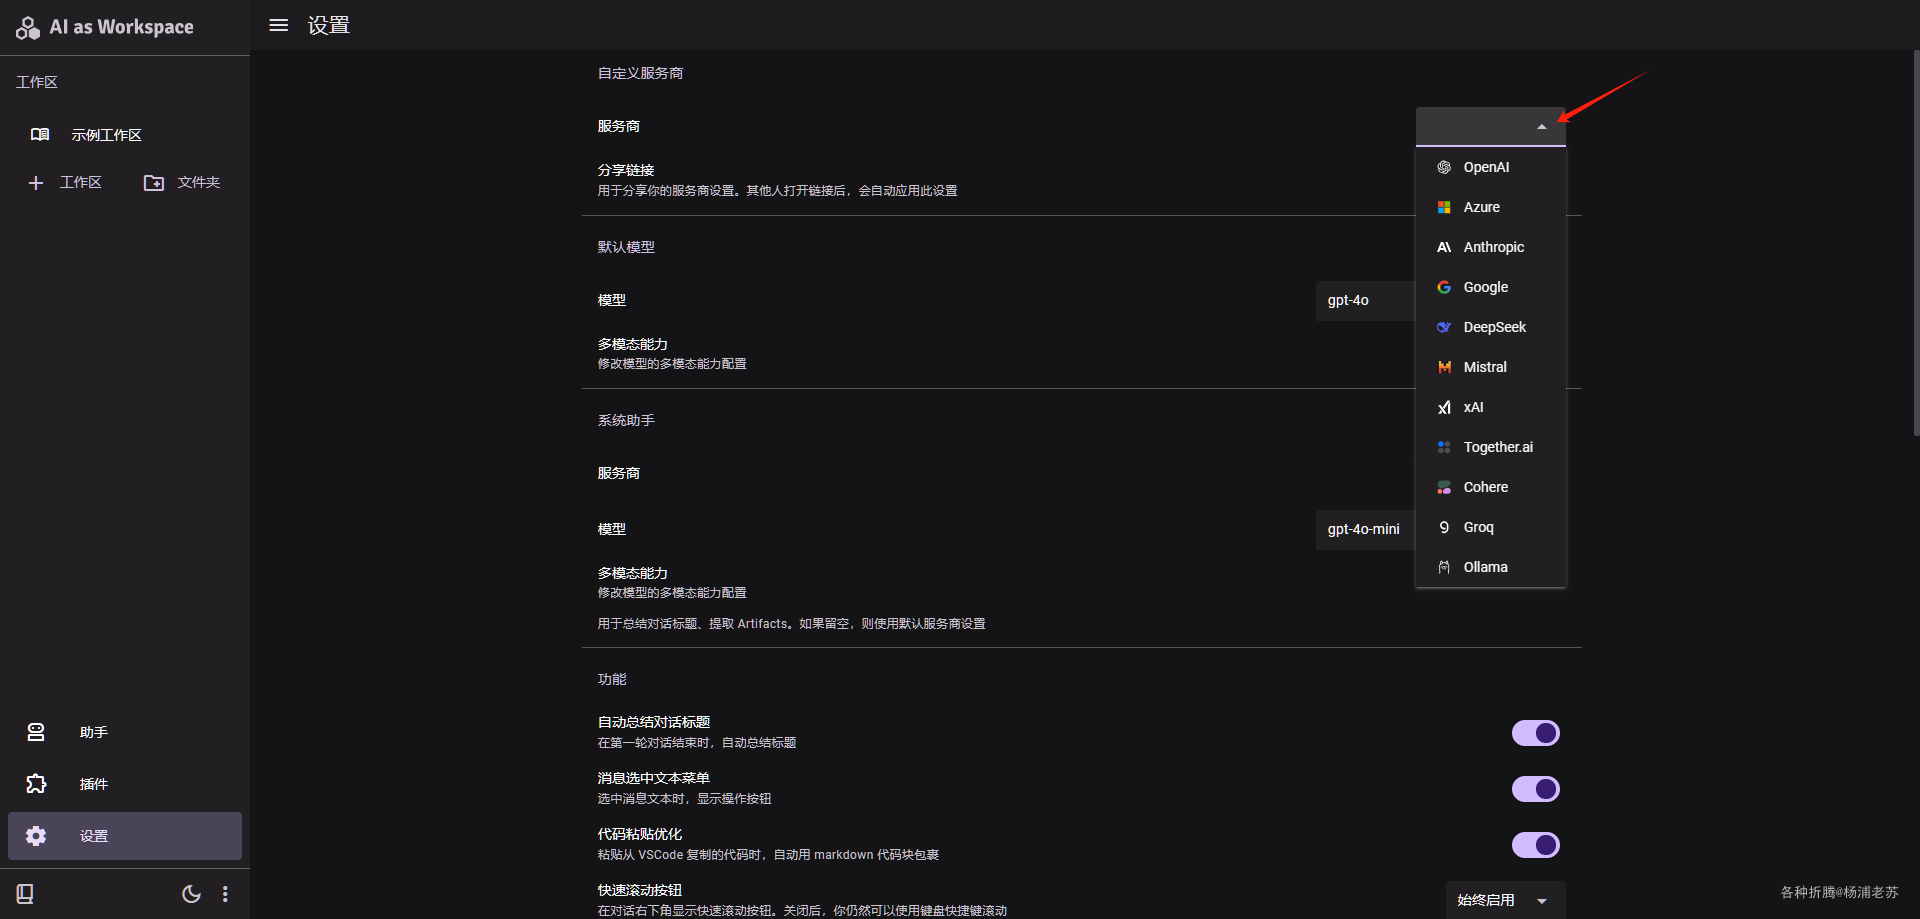 AI as Workspace
设置
工作区
示例工作区
工作区
文件夹
助手
插件
设置
自定义服务商
服务商
分享链接
用于分享你的服务商设置。其他人打开链接后，会自动应用此设置
默认模型
模型
gpt-4o
多模态能力
修改模型的多模态能力配置
系统助手
服务商
模型
gpt-4o-mini
多模态能力
修改模型的多模态能力配置
用于总结对话标题、提取 Artifacts。如果留空，则使用默认服务商设置
OpenAI
Azure
Anthropic
Google
DeepSeek
Mistral
xAI
Together.ai
Cohere
Groq
Ollama
功能
自动总结对话标题
在第一轮对话结束时，自动总结标题
消息选中文本菜单
选中消息文本时，显示操作按钮
代码粘贴优化
粘贴从 VSCode 复制的代码时，自动用 markdown 代码块包裹
快速滚动按钮
在对话右下角显示快速滚动按钮。关闭后，你仍然可以使用键盘快捷键滚动
始终启用
各种折腾@杨浦老苏